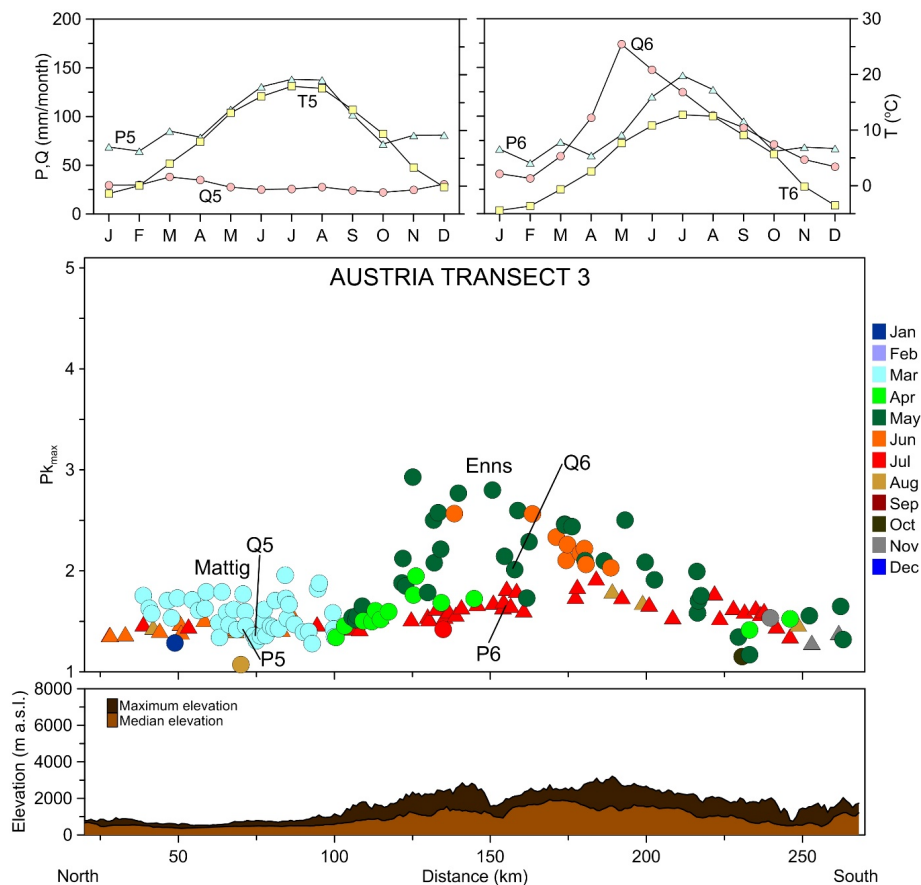 200
150
100
50
0
P,Q (mm/month)
P5
T5
Q5
J F M A M J J A S O N D
Q6
P6
T6
30
20
10
0
T (°C)
J F M A M J J A S O N D
AUSTRIA TRANSECT 3
5
4
3
2
1
Pkmax
Mattig
Q5
P5
Enns
Q6
P6
Jan
Feb
Mar
Apr
May
Jun
Jul
Aug
Sep
Oct
Nov
Dec
8000
6000
4000
2000
0
Elevation (m a.s.l.)
Maximum elevation
Median elevation
50 100 150 200 250
North Distance (km) South